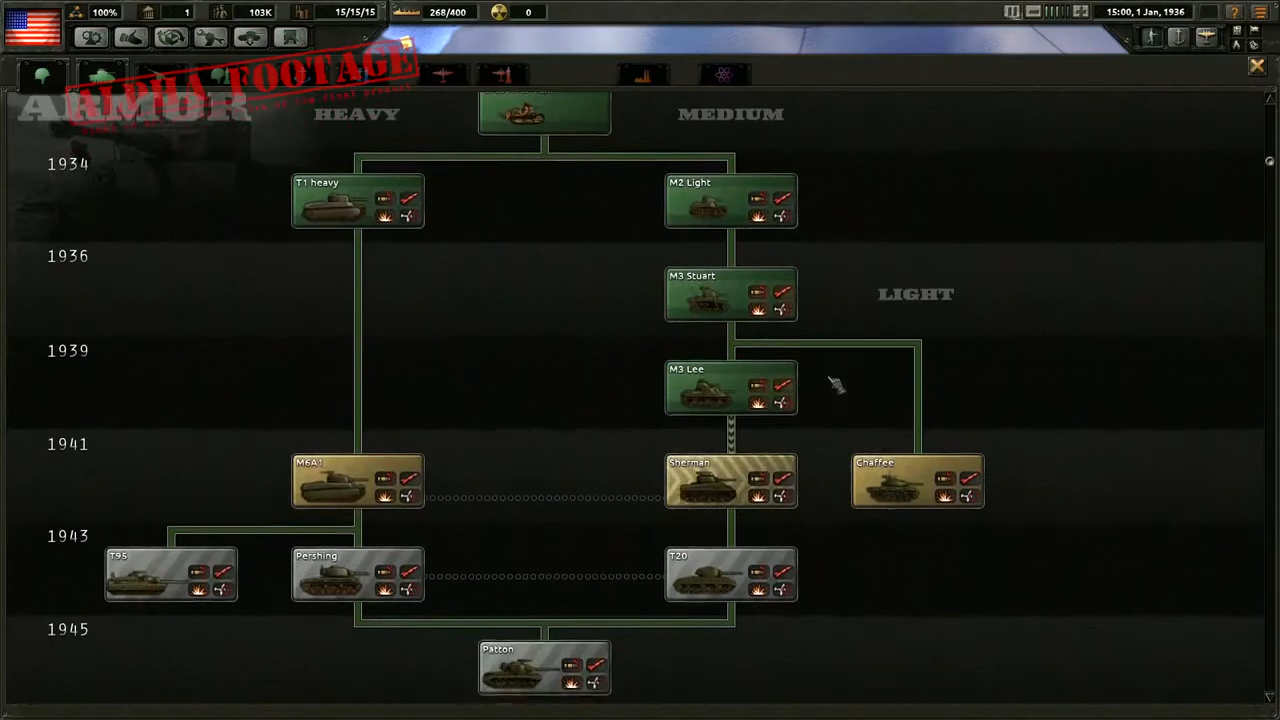 100%
1
103K
15/15/15
268/400
0
15:00, 1 Jan, 1936
?
ALPHA FOOTAGE
ARMOR
HEAVY
MEDIUM
1934
T1 heavy
M2 Light
1936
M3 Stuart
LIGHT
1939
M3 Lee
1941
M6A1
Sherman
Chaffee
1943
T95
Pershing
T20
1945
Patton